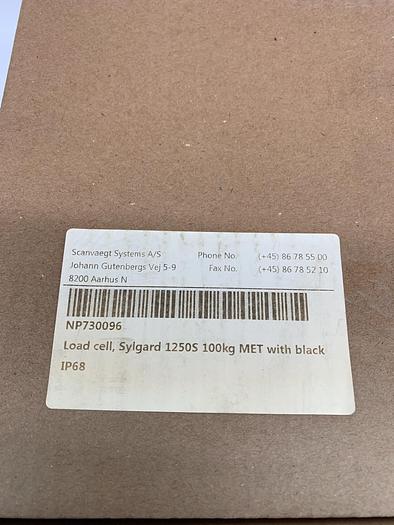 Scanvaegt Systems A/S Phone No. (+45) 86 78 55 00
Johann Gutenbergs Vej 5-9 Fax No. (+45) 86 78 52 10
8200 Aarhus N
NP730096
Load cell, Sylgard 1250S 100kg MET with black
IP68